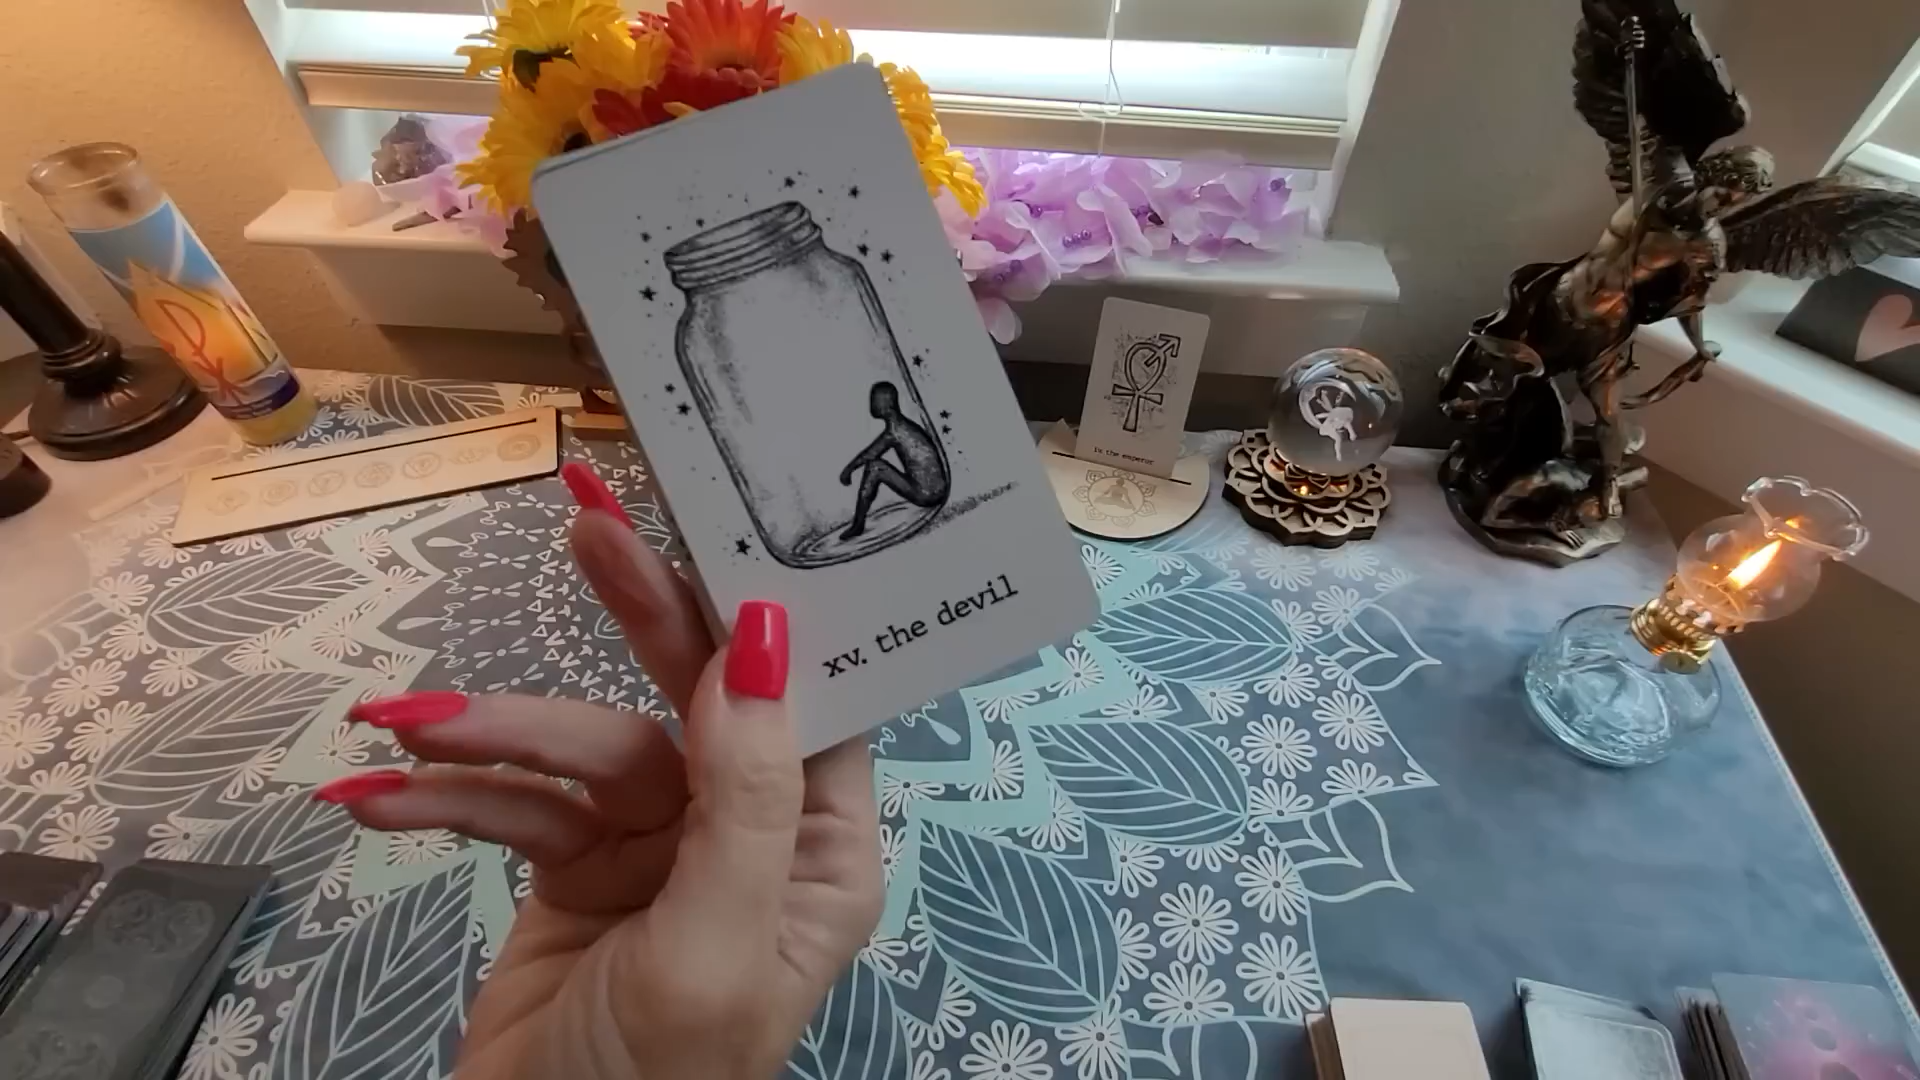 xv. the devil
iv. the emperor